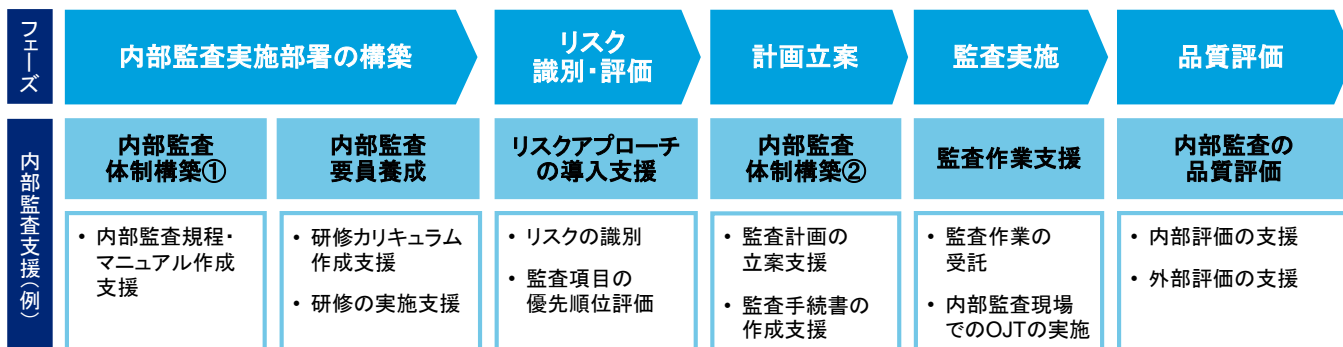 フェーズ
内部監査実施部署の構築
リスク
識別・評価
計画立案
監査実施
品質評価
内部監査支援(例)
内部監査
体制構築①
内部監査
要員養成
リスクアプローチ
の導入支援
内部監査
体制構築②
監査作業支援
内部監査の
品質評価
• 内部監査規程・
マニュアル作成
支援
• 研修カリキュラム
作成支援
• 研修の実施支援
• リスクの識別
• 監査項目の
優先順位評価
• 監査計画の
立案支援
• 監査手続書の
作成支援
• 監査作業の
受託
• 内部監査現場
でのOJTの実施
• 内部評価の支援
• 外部評価の支援